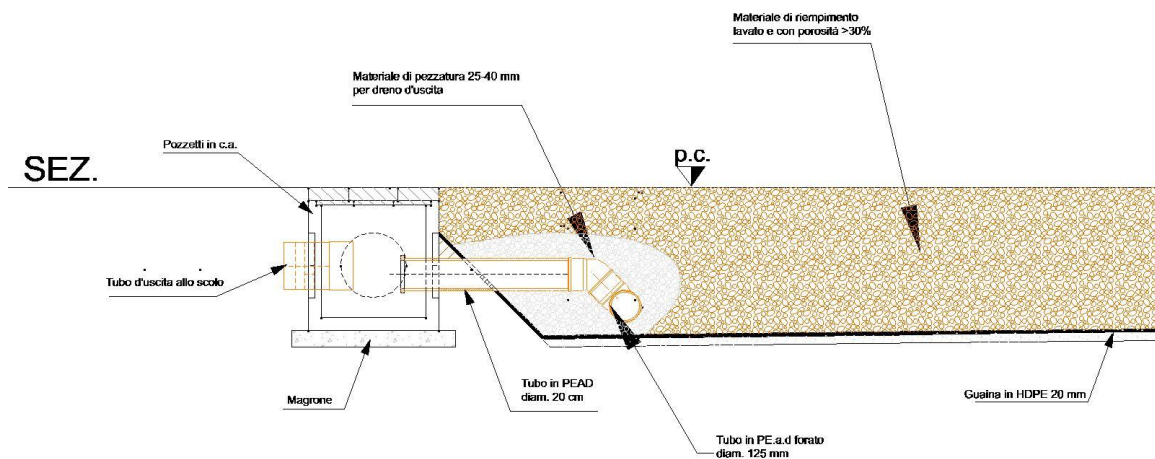 Materiale di riempimento
lavato e con porosità >30%
Materiale di pezzatura 25-40 mm
per dreno d'uscita
Pozzetti in c.a.
SEZ.
p.c.
Tubo d'uscita allo scolo
Magrone
Tubo in PEAD
diam. 20 cm
Guaina in HDPE 20 mm
Tubo in PE.a.d forato
diam. 125 mm